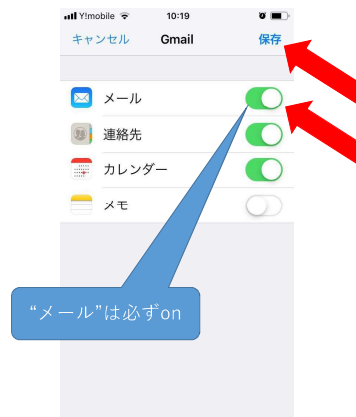 Y!mobile 10:19
キャンセル Gmail 保存
メール
連絡先
カレンダー
メモ
“メール”は必ずon